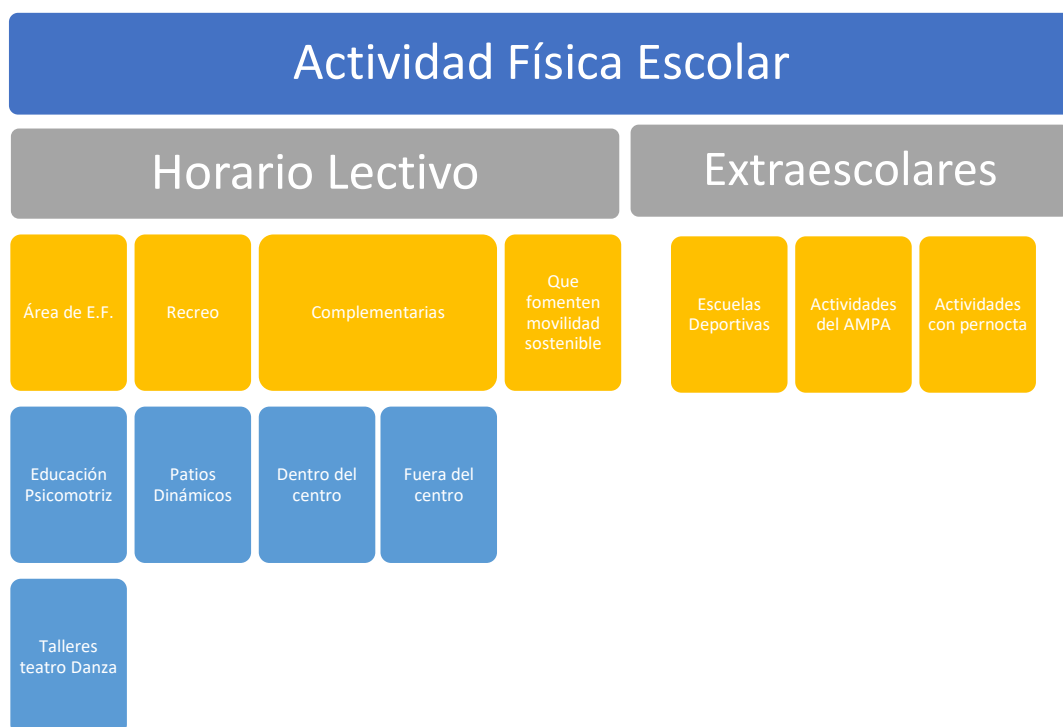 Actividad Física Escolar
Horario Lectivo
Extraescolares
Área de E.F.
Recreo
Complementarias
Que
fomenten
movilidad
sostenible
Escuelas
Deportivas
Actividades
del AMPA
Actividades
con pernocta
Educación
Psicomotriz
Patios
Dinámicos
Dentro del
centro
Fuera del
centro
Talleres
teatro Danza